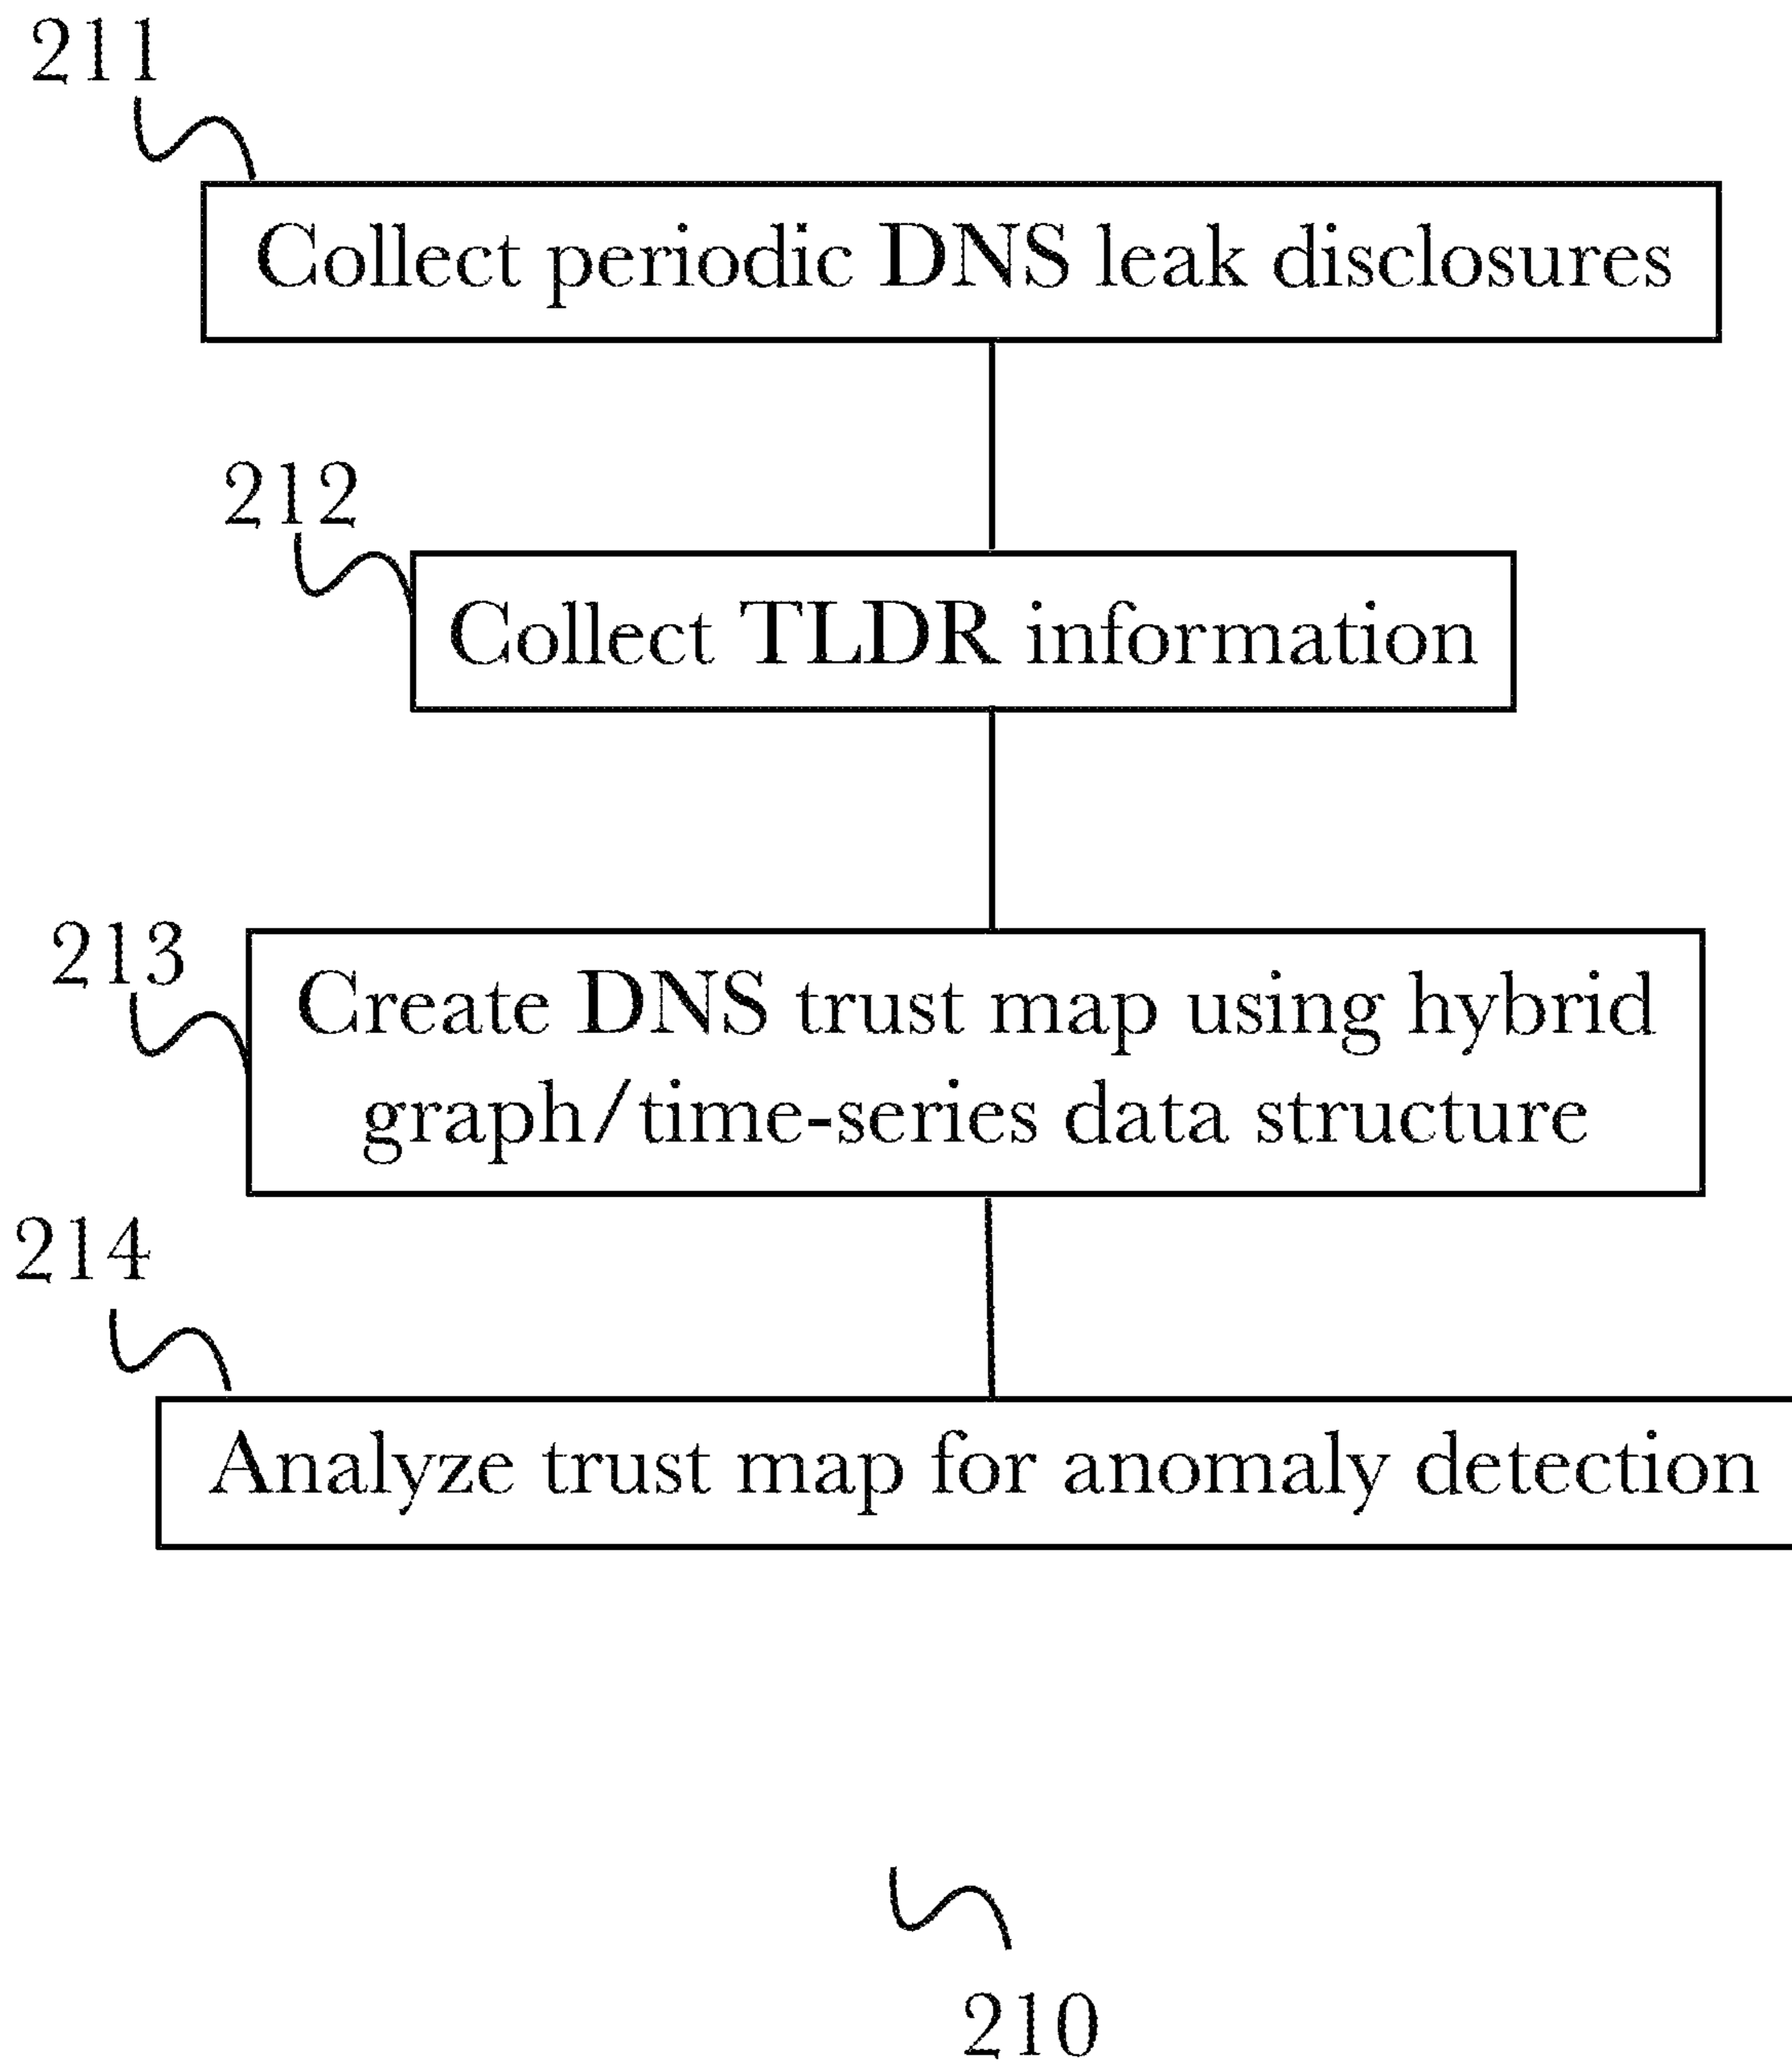 211
Collect periodic DNS leak disclosures
212
Collect TLDR information
213
Create DNS trust map using hybrid
graph/time-series data structure
214
Analyze trust map for anomaly detection
210